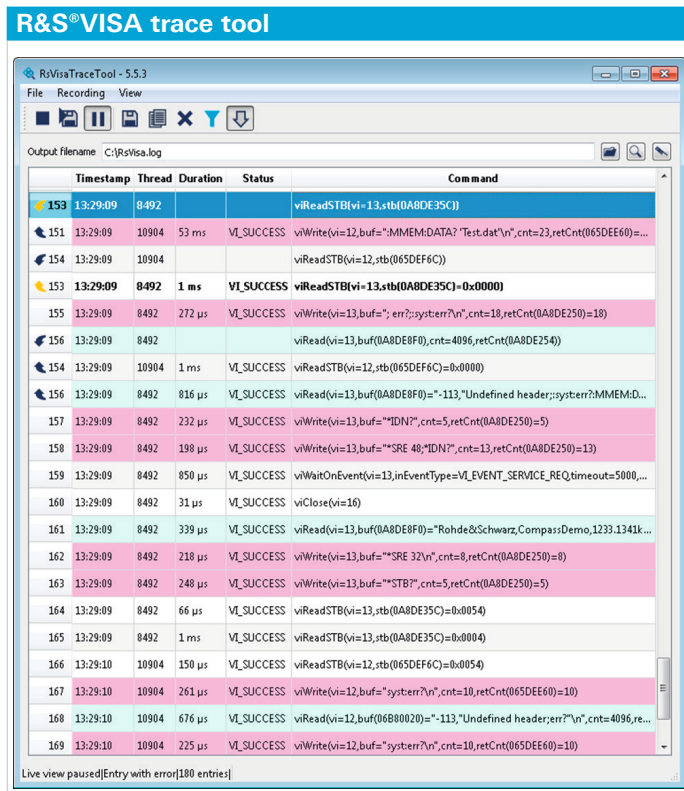 R&S®VISA trace tool
RsVisaTraceTool - 5.5.3
File Recording View
Output filename C:\RsVisa.log
Timestamp Thread Duration Status Command
153 13:29:09 8492 viReadSTB(vi=13,stb(0A8DE35C))
151 13:29:09 10904 53 ms VI_SUCCESS viWrite(vi=12,buf=":MMEM:DATA? 'Test.dat'\n",cnt=23,retCnt(065DEE60)=...
154 13:29:09 10904 viReadSTB(vi=12,stb(065DEF6C))
153 13:29:09 8492 1 ms VI_SUCCESS viReadSTB(vi=13,stb(0A8DE35C)=0x0000)
155 13:29:09 8492 272 µs VI_SUCCESS viWrite(vi=13,buf="; err?;:syst:err?\n",cnt=18,retCnt(0A8DE250)=18)
156 13:29:09 8492 viRead(vi=13,buf(0A8DE8F0),cnt=4096,retCnt(0A8DE254))
154 13:29:09 10904 1 ms VI_SUCCESS viReadSTB(vi=12,stb(065DEF6C)=0x0000)
156 13:29:09 8492 816 µs VI_SUCCESS viRead(vi=13,buf(0A8DE8F0)="-113,"Undefined header;:syst:err?:MMEM:D...
157 13:29:09 8492 232 µs VI_SUCCESS viWrite(vi=13,buf="*IDN?",cnt=5,retCnt(0A8DE250)=5)
158 13:29:09 8492 198 µs VI_SUCCESS viWrite(vi=13,buf="*SRE 48;*IDN?",cnt=13,retCnt(0A8DE250)=13)
159 13:29:09 8492 850 µs VI_SUCCESS viWaitOnEvent(vi=13,inEventType=VI_EVENT_SERVICE_REQ,timeout=5000,...
160 13:29:09 8492 31 µs VI_SUCCESS viClose(vi=16)
161 13:29:09 8492 339 µs VI_SUCCESS viRead(vi=13,buf(0A8DE8F0)="Rohde&Schwarz,CompassDemo,1233.1341k...
162 13:29:09 8492 218 µs VI_SUCCESS viWrite(vi=13,buf="*SRE 32\n",cnt=8,retCnt(0A8DE250)=8)
163 13:29:09 8492 248 µs VI_SUCCESS viWrite(vi=13,buf="*STB?",cnt=5,retCnt(0A8DE250)=5)
164 13:29:09 8492 66 µs VI_SUCCESS viReadSTB(vi=13,stb(0A8DE35C)=0x0054)
165 13:29:09 8492 1 ms VI_SUCCESS viReadSTB(vi=13,stb(0A8DE35C)=0x0004)
166 13:29:10 10904 150 µs VI_SUCCESS viReadSTB(vi=12,stb(065DEF6C)=0x0054)
167 13:29:10 10904 261 µs VI_SUCCESS viWrite(vi=12,buf="syst:err?\n",cnt=10,retCnt(065DEE60)=10)
168 13:29:10 10904 676 µs VI_SUCCESS viRead(vi=12,buf(06B80020)="-113,"Undefined header;err?"\n",cnt=4096,re...
169 13:29:10 10904 225 µs VI_SUCCESS viWrite(vi=12,buf="syst:err?\n",cnt=10,retCnt(065DEE60)=10)
Live view paused|Entry with error|180 entries|